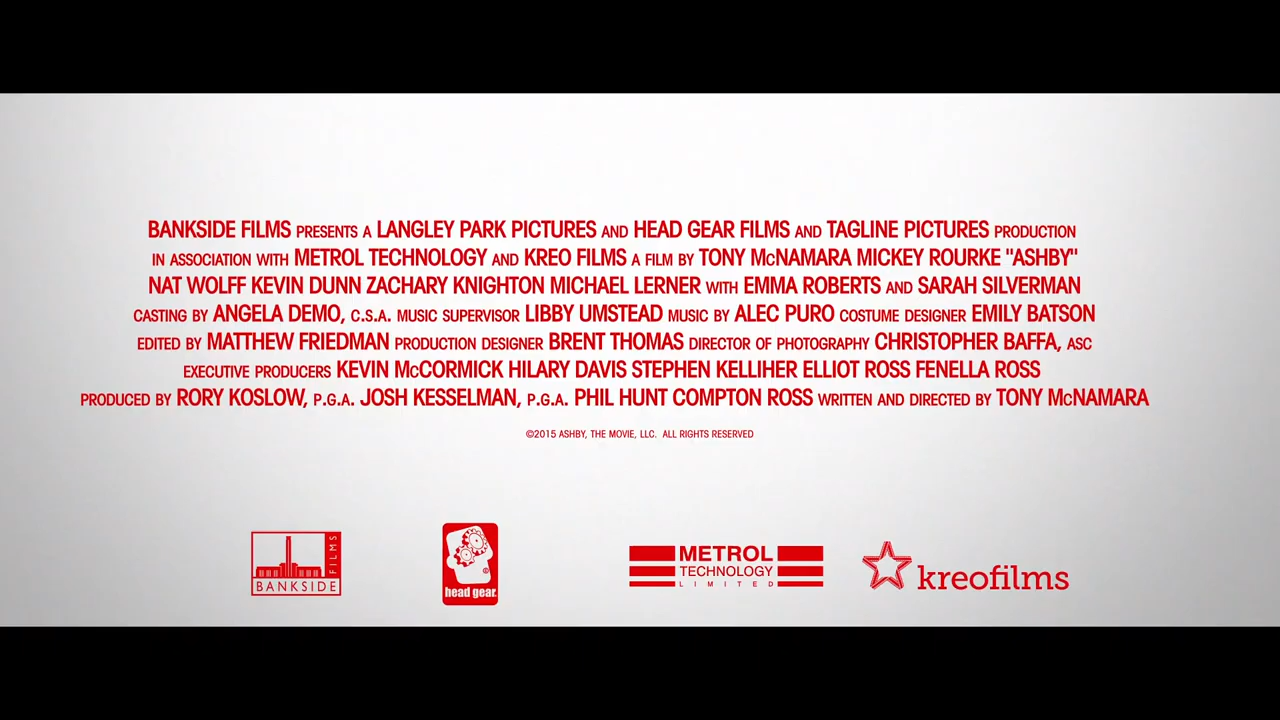 BANKSIDE FILMS PRESENTS A LANGLEY PARK PICTURES AND HEAD GEAR FILMS AND TAGLINE PICTURES PRODUCTION
IN ASSOCIATION WITH METROL TECHNOLOGY AND KREO FILMS A FILM BY TONY McNAMARA MICKEY ROURKE "ASHBY"
NAT WOLFF KEVIN DUNN ZACHARY KNIGHTON MICHAEL LERNER WITH EMMA ROBERTS AND SARAH SILVERMAN
CASTING BY ANGELA DEMO, C.S.A. MUSIC SUPERVISOR LIBBY UMSTEAD MUSIC BY ALEC PURO COSTUME DESIGNER EMILY BATSON
EDITED BY MATTHEW FRIEDMAN PRODUCTION DESIGNER BRENT THOMAS DIRECTOR OF PHOTOGRAPHY CHRISTOPHER BAFFA, ASC
EXECUTIVE PRODUCERS KEVIN McCORMICK HILARY DAVIS STEPHEN KELLIHER ELLIOT ROSS FENELLA ROSS
PRODUCED BY RORY KOSLOW, P.G.A. JOSH KESSELMAN, P.G.A. PHIL HUNT COMPTON ROSS WRITTEN AND DIRECTED BY TONY McNAMARA
©2015 ASHBY, THE MOVIE, LLC. ALL RIGHTS RESERVED
BANKSIDE
FILMS
head gear
METROL
TECHNOLOGY
LIMITED
kreofilms